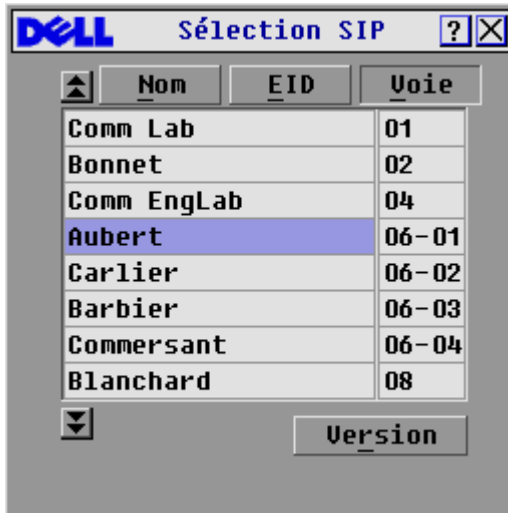 DELL Sélection SIP ? X
Nom EID Voie
Comm Lab 01
Bonnet 02
Comm EngLab 04
Aubert 06-01
Carlier 06-02
Barbier 06-03
Commersant 06-04
Blanchard 08
Version